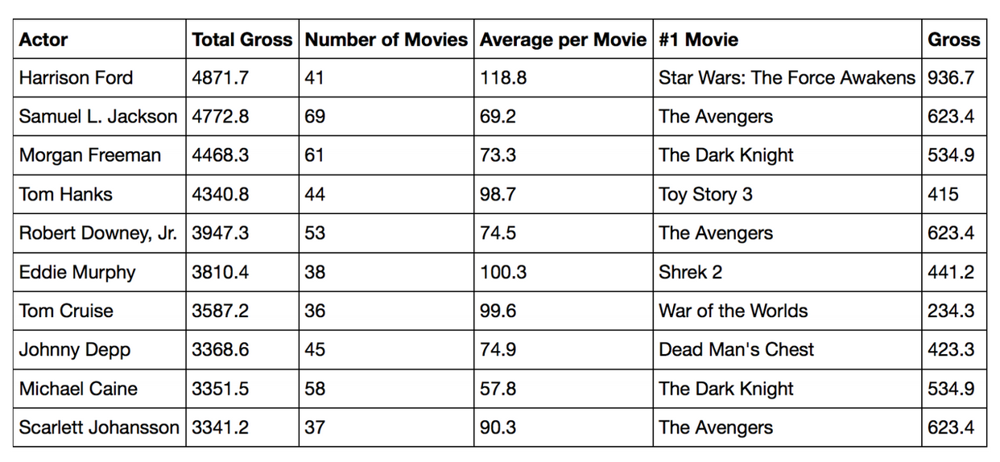 Actor Total Gross Number of Movies Average per Movie #1 Movie Gross
Harrison Ford 4871.7 41 118.8 Star Wars: The Force Awakens 936.7
Samuel L. Jackson 4772.8 69 69.2 The Avengers 623.4
Morgan Freeman 4468.3 61 73.3 The Dark Knight 534.9
Tom Hanks 4340.8 44 98.7 Toy Story 3 415
Robert Downey, Jr. 3947.3 53 74.5 The Avengers 623.4
Eddie Murphy 3810.4 38 100.3 Shrek 2 441.2
Tom Cruise 3587.2 36 99.6 War of the Worlds 234.3
Johnny Depp 3368.6 45 74.9 Dead Man's Chest 423.3
Michael Caine 3351.5 58 57.8 The Dark Knight 534.9
Scarlett Johansson 3341.2 37 90.3 The Avengers 623.4